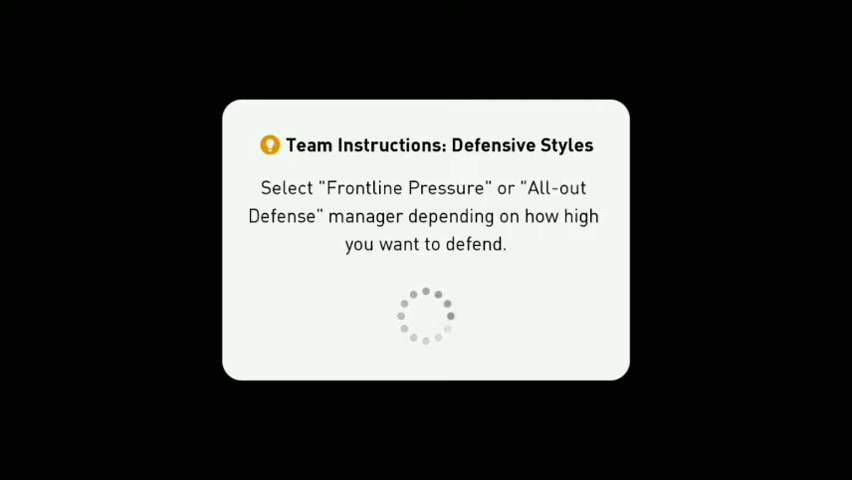 Team Instructions: Defensive Styles
Select "Frontline Pressure" or "All-out
Defense" manager depending on how high
you want to defend.